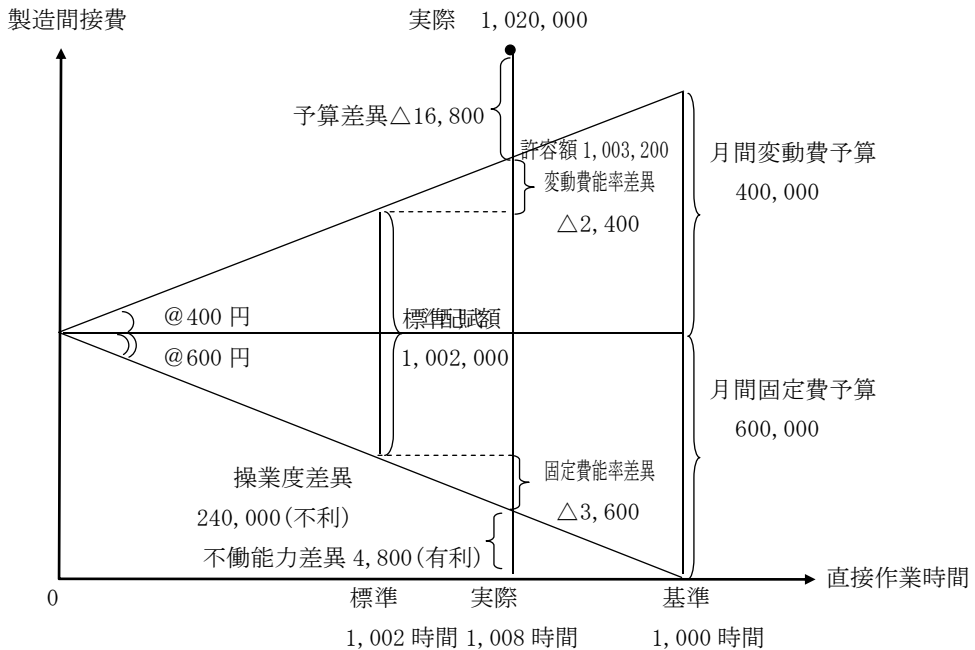 製造間接費
実際 1,020,000
予算差異△16,800
許容額 1,003,200
変動費能率差異
△2,400
月間変動費予算
400,000
@400 円
@600 円
標準配賦額
1,002,000
月間固定費予算
600,000
固定費能率差異
△3,600
操業度差異
240,000(不利)
不働能力差異 4,800(有利)
直接作業時間
0
標準
実際
基準
1,002 時間
1,008 時間
1,000 時間